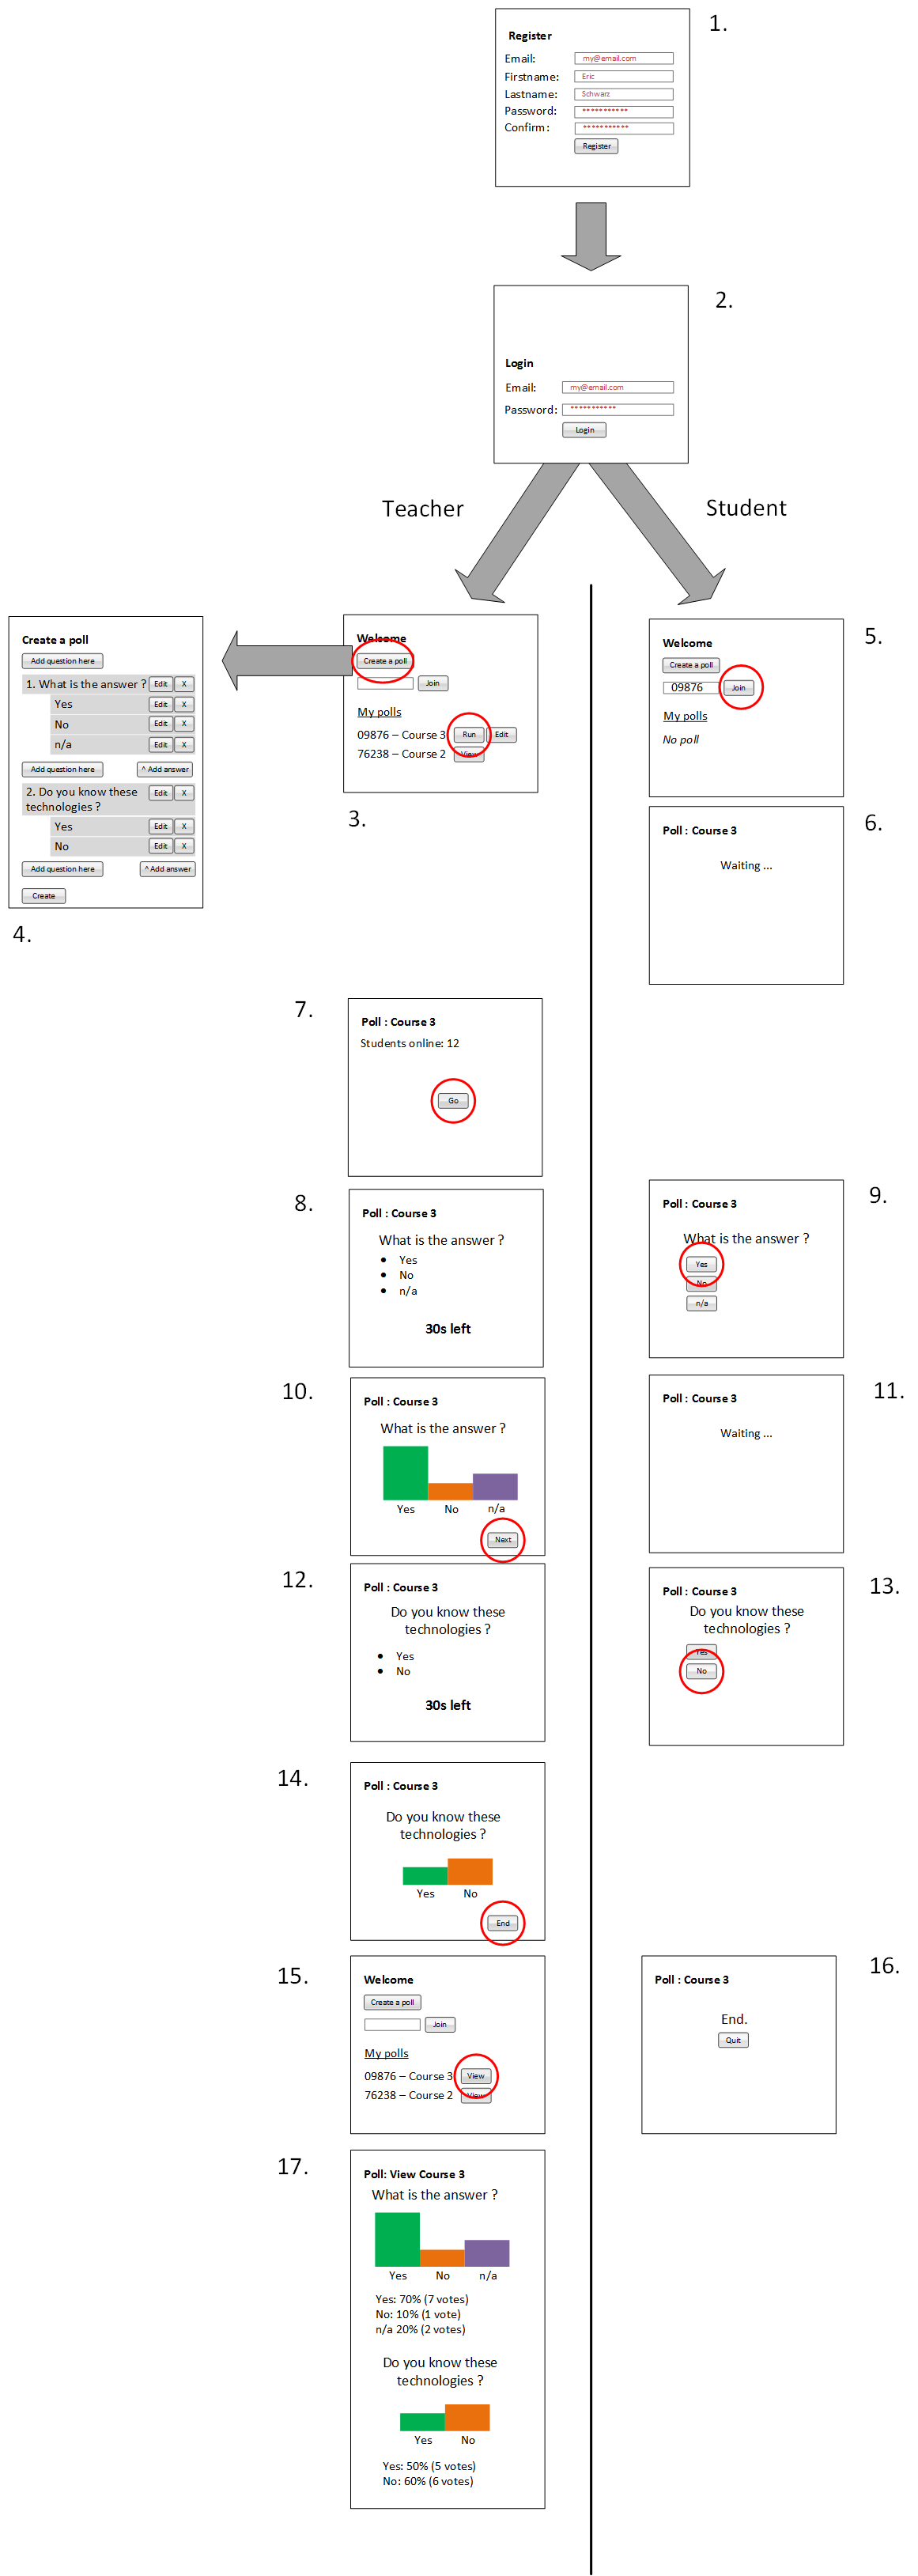 1.
Register
Email: my@email.com
Firstname: Eric
Lastname: Schwarz
Password: ***********
Confirm: ***********
Register
2.
Login
Email: my@email.com
Password: ***********
Login
Teacher
Student
Create a poll
Add question here
1. What is the answer ? Edit X
Yes Edit X
No Edit X
n/a Edit X
Add question here ^ Add answer
2. Do you know these Edit X
technologies ?
Yes Edit X
No Edit X
Add question here ^ Add answer
Create
4.
Welcome
Create a poll
Join
My polls
09876 – Course 3 Run Edit
76238 – Course 2 View
3.
5.
Welcome
Create a poll
09876 Join
My polls
No poll
6.
Poll : Course 3
Waiting ...
7.
Poll : Course 3
Students online: 12
Go
8.
Poll : Course 3
What is the answer ?
• Yes
• No
• n/a
30s left
9.
Poll : Course 3
What is the answer ?
Yes
No
n/a
10.
Poll : Course 3
What is the answer ?
Yes No n/a
Next
11.
Poll : Course 3
Waiting ...
12.
Poll : Course 3
Do you know these
technologies ?
• Yes
• No
30s left
13.
Poll : Course 3
Do you know these
technologies ?
Yes
No
14.
Poll : Course 3
Do you know these
technologies ?
Yes No
End
15.
Welcome
Create a poll
Join
My polls
09876 – Course 3 View
76238 – Course 2 View
16.
Poll : Course 3
End.
Quit
17.
Poll: View Course 3
What is the answer ?
Yes No n/a
Yes: 70% (7 votes)
No: 10% (1 vote)
n/a 20% (2 votes)
Do you know these
technologies ?
Yes No
Yes: 50% (5 votes)
No: 60% (6 votes)